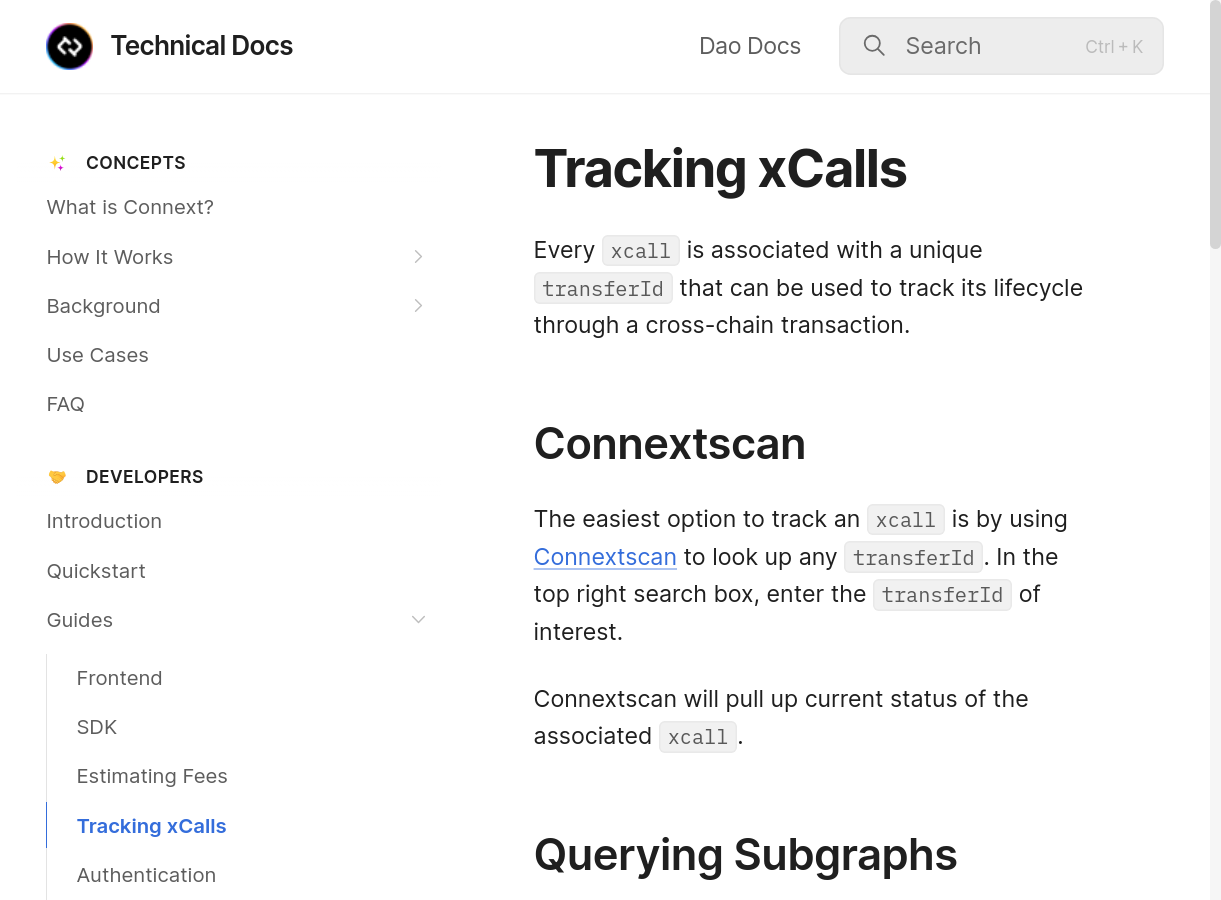 Technical Docs
Dao Docs
Search
Ctrl + K
CONCEPTS
What is Connext?
How It Works
Background
Use Cases
FAQ
DEVELOPERS
Introduction
Quickstart
Guides
Frontend
SDK
Estimating Fees
Tracking xCalls
Authentication
Tracking xCalls
Every xcall is associated with a unique
transferId that can be used to track its lifecycle
through a cross-chain transaction.
Connextscan
The easiest option to track an xcall is by using
Connextscan to look up any transferId. In the
top right search box, enter the transferId of
interest.
Connextscan will pull up current status of the
associated xcall.
Querying Subgraphs